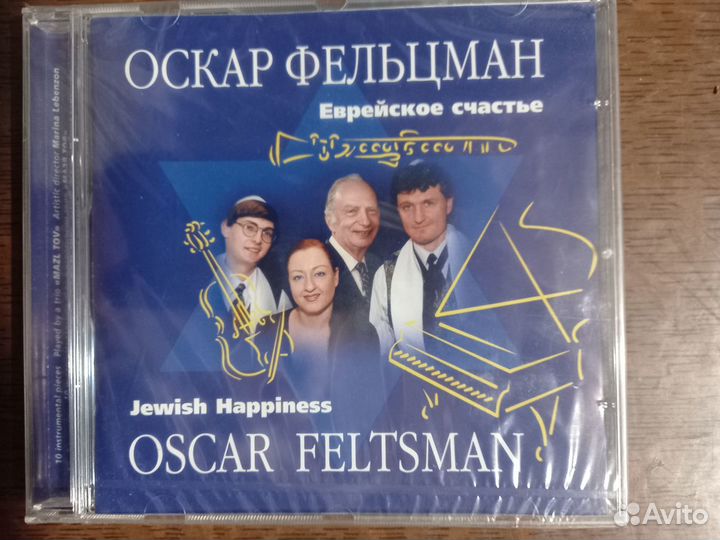 ОСКАР ФЕЛЬЦМАН
Еврейское счастье
Jewish Happiness
OSCAR FELTSMAN
10 instrumental pieces Played by a trio «MAZL TOV» Artistic director Marina Lebenzon
Avito